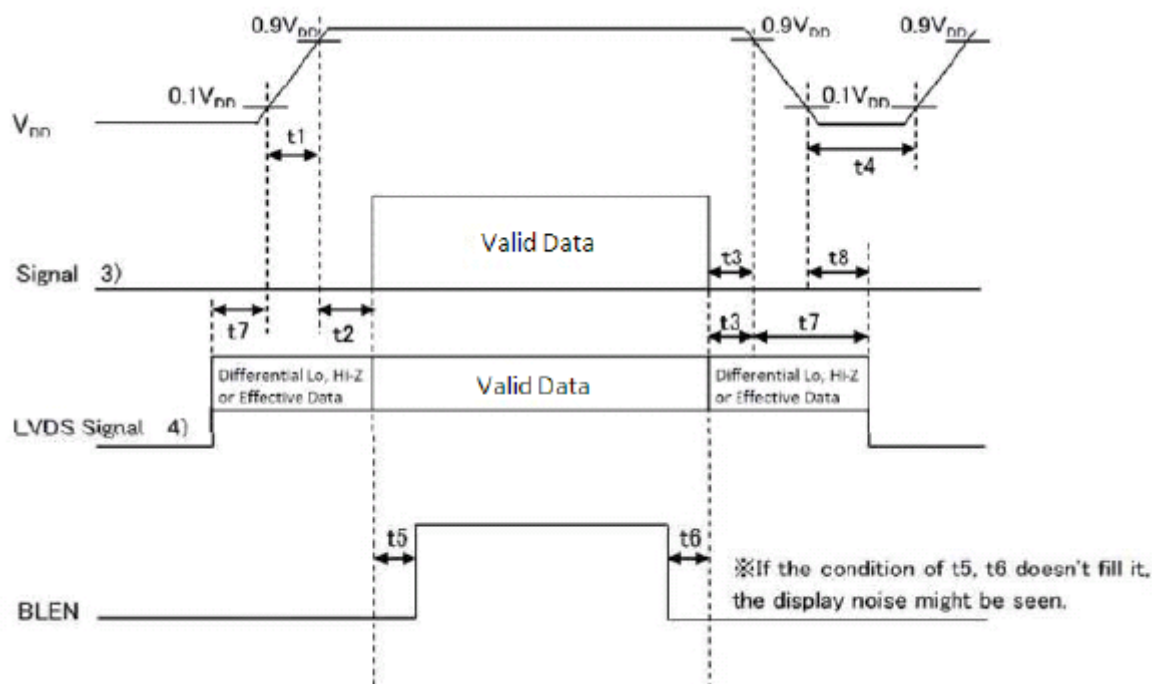 0.9VDD
0.9VDD
0.9VDD
0.1VDD
0.1VDD
VDD
t1
t4
Valid Data
Signal 3)
t3
t8
t7
t2
t3
t7
Differential Lo, Hi-Z
or Effective Data
Valid Data
Differential Lo, Hi-Z
or Effective Data
LVDS Signal 4)
t5
t6
※If the condition of t5, t6 doesn't fill it,
the display noise might be seen.
BLEN